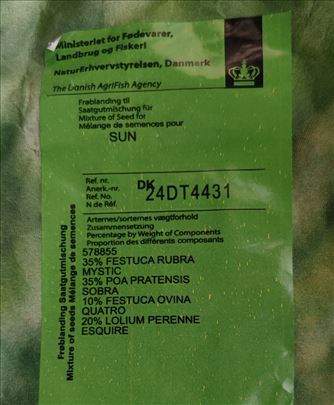 Ministeriet for Fødevarer,
Landbrug og Fiskeri
NaturErhvervstyrelsen, Danmark
The Danish AgriFish Agency
Frøblanding til
Saatgutmischung für
Mixture of Seed for
Mélange de semences pour
SUN
Ref. nr.
Anerk.-nr.
Ref. No.
N de Réf.
DK 24DT4431
Arternes/sorternes vægtforhold
Zusammensetzung
Percentage by Weight of Components
Proportion des différents composants
578855
35% FESTUCA RUBRA
MYSTIC
35% POA PRATENSIS
SOBRA
10% FESTUCA OVINA
QUATRO
20% LOLIUM PERENNE
ESQUIRE
Frøblanding Saatgutmischung
Mixture of seeds Mélange de semences